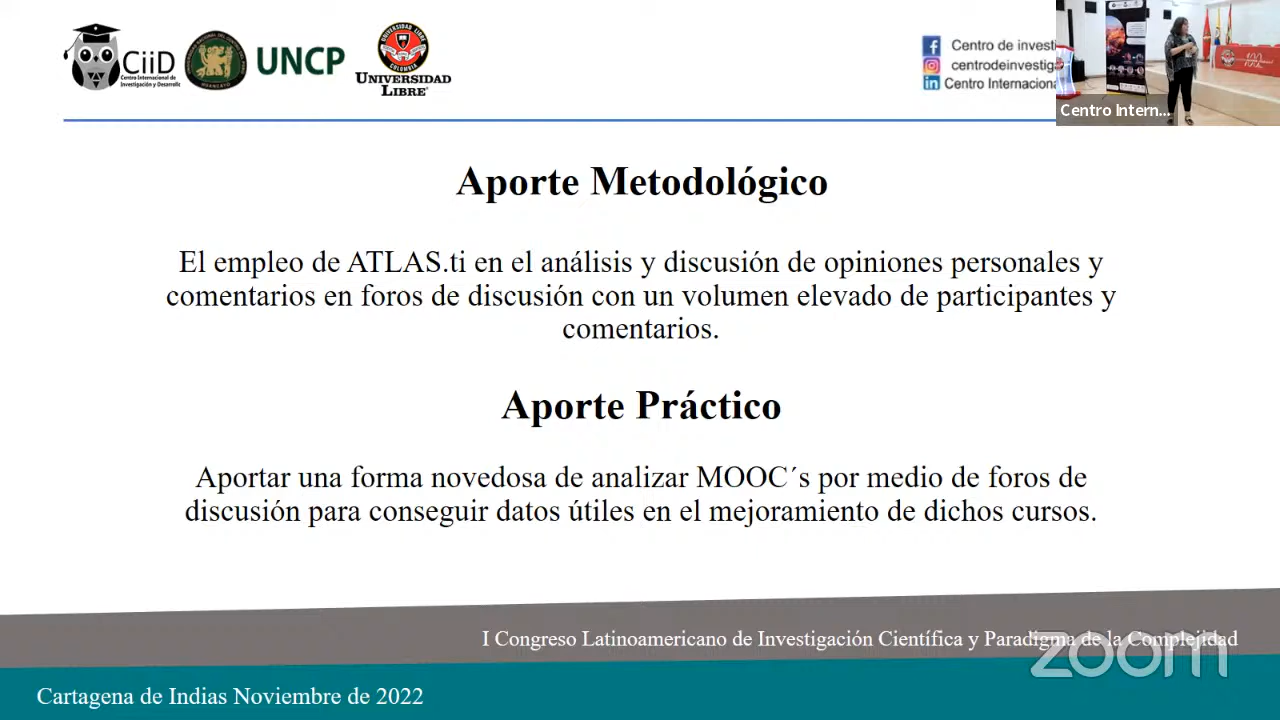 CiiD
Centro Internacional de
Investigación y Desarrollo
UNCP
UNIVERSIDAD LIBRE
COLOMBIA
UNIVERSIDAD
LIBRE
Centro de investi
centrodeinvestiga
Centro Internaciona
Centro Intern...
100
Aporte Metodológico
El empleo de ATLAS.ti en el análisis y discusión de opiniones personales y
comentarios en foros de discusión con un volumen elevado de participantes y
comentarios.
Aporte Práctico
Aportar una forma novedosa de analizar MOOC´s por medio de foros de
discusión para conseguir datos útiles en el mejoramiento de dichos cursos.
I Congreso Latinoamericano de Investigación Científica y Paradigma de la Complejidad
zoom
Cartagena de Indias Noviembre de 2022